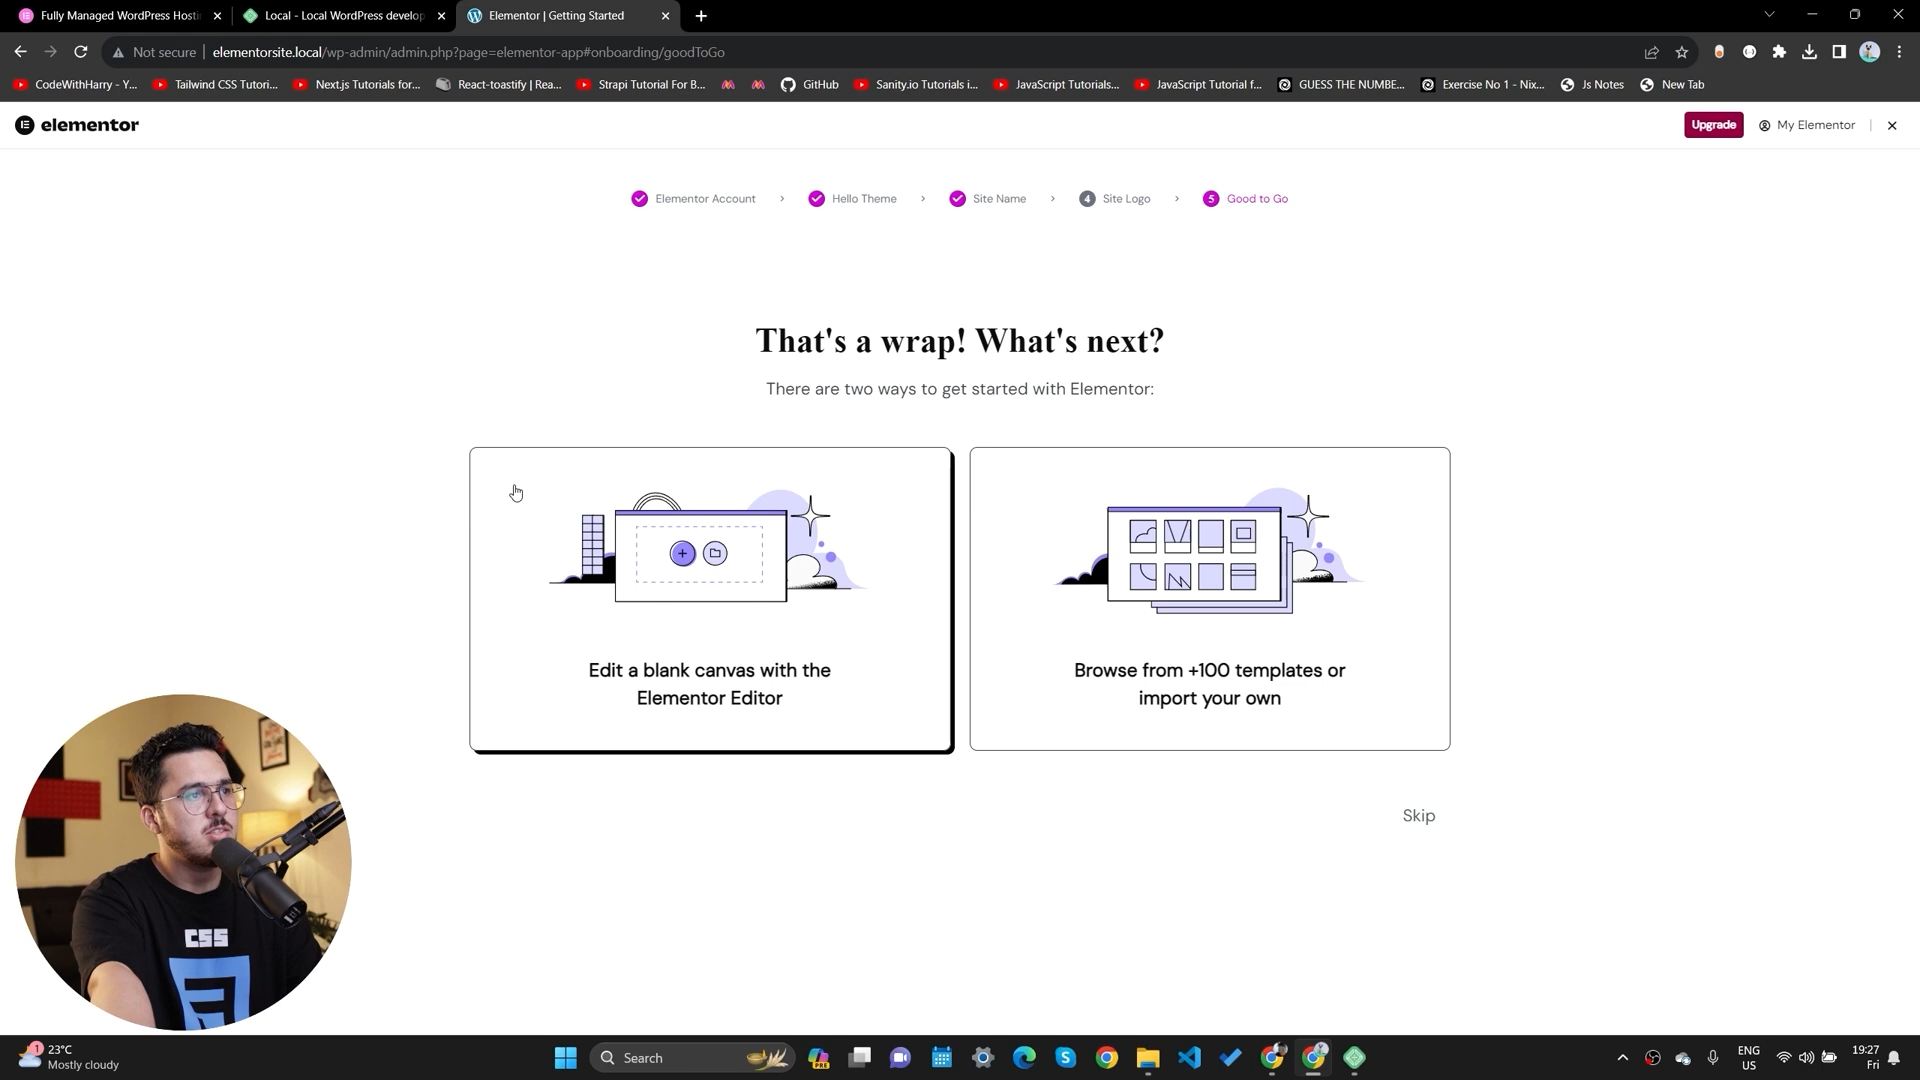 Fully Managed WordPress Hosti
Local - Local WordPress develop
Elementor | Getting Started
Not secure
elementorsite.local/wp-admin/admin.php?page=elementor-app#onboarding/goodToGo
CodeWithHarry - Y...
Tailwind CSS Tutori...
Next.js Tutorials for...
React-toastify | Rea...
Strapi Tutorial For B...
GitHub
Sanity.io Tutorials i...
JavaScript Tutorials...
JavaScript Tutorial f...
GUESS THE NUMBE...
Exercise No 1 - Nix...
Js Notes
New Tab
elementor
Upgrade
My Elementor
Elementor Account
Hello Theme
Site Name
4 Site Logo
5 Good to Go
That's a wrap! What's next?
There are two ways to get started with Elementor:
Edit a blank canvas with the
Elementor Editor
Browse from +100 templates or
import your own
Skip
CSS
1
23°C
Mostly cloudy
Search
PRE
ENG
US
19:27
Fri